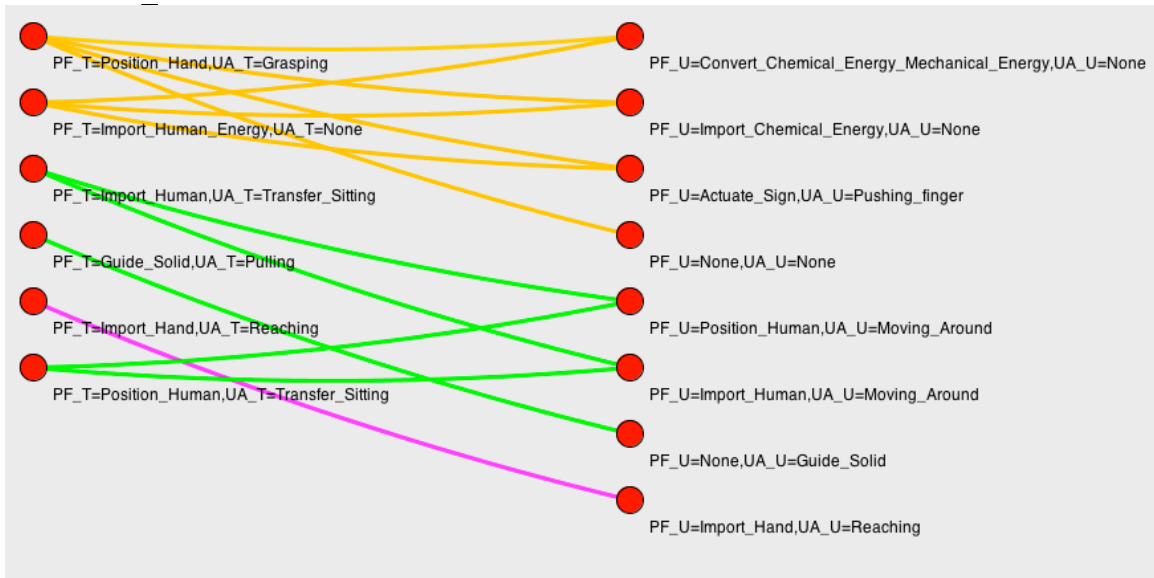 PF_T=Position_Hand,UA_T=Grasping
PF_T=Import_Human_Energy,UA_T=None
PF_T=Import_Human,UA_T=Transfer_Sitting
PF_T=Guide_Solid,UA_T=Pulling
PF_T=Import_Hand,UA_T=Reaching
PF_T=Position_Human,UA_T=Transfer_Sitting
PF_U=Convert_Chemical_Energy_Mechanical_Energy,UA_U=None
PF_U=Import_Chemical_Energy,UA_U=None
PF_U=Actuate_Sign,UA_U=Pushing_finger
PF_U=None,UA_U=None
PF_U=Position_Human,UA_U=Moving_Around
PF_U=Import_Human,UA_U=Moving_Around
PF_U=None,UA_U=Guide_Solid
PF_U=Import_Hand,UA_U=Reaching